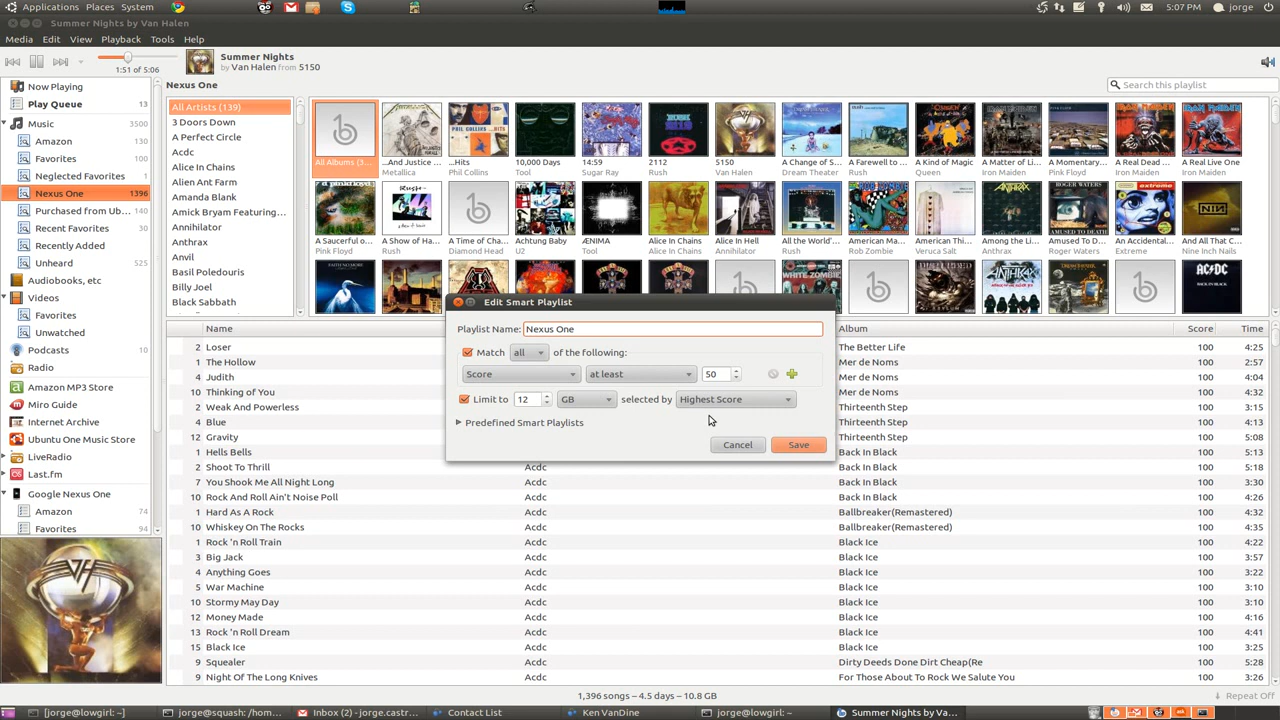 Applications Places System 5:07 PM jorge
Summer Nights by Van Halen
Media Edit View Playback Tools Help
1:51 of 5:06
Summer Nights
by Van Halen from 5150
Now Playing
Play Queue 13
Music 3500
Amazon 130
Favorites 100
Neglected Favorites 176
Nexus One 1396
Purchased from Ub... 140
Recent Favorites 30
Recently Added 38
Unheard 525
Audiobooks, etc
Videos
Favorites
Unwatched
Podcasts 10
Radio
Amazon MP3 Store
Miro Guide
Internet Archive
Ubuntu One Music Store
LiveRadio
Last.fm
Google Nexus One
Amazon 74
Favorites 94
Nexus One
Search this playlist
All Artists (139)
3 Doors Down
A Perfect Circle
Acdc
Alice In Chains
Alien Ant Farm
Amanda Blank
Amick Bryam Featuring...
Annihilator
Anthrax
Anvil
Basil Poledouris
Billy Joel
Black Sabbath
All Albums (3... ...And Justice ... ...Hits 10,000 Days 14:59 2112 5150 A Change of S... A Farewell to ... A Kind of Magic A Matter of Li... A Momentary... A Real Dead ... A Real Live One
Metallica Phil Collins Tool Sugar Ray Rush Van Halen Dream Theater Rush Queen Iron Maiden Pink Floyd Iron Maiden Iron Maiden
A Saucerful o... A Show of Ha... A Time of Cha... Achtung Baby ÆNIMA Alice In Chains Alice In Hell All the World'... American Ma... American Thi... Among the Li... Amused To D... An Accidental... And All That C...
Pink Floyd Rush Diamond Head U2 Tool Alice In Chains Annihilator Rush Rob Zombie Veruca Salt Anthrax Roger Waters Extreme Nine Inch Nails
Edit Smart Playlist
Playlist Name: Nexus One
Match all of the following:
Score at least 50
Limit to 12 GB selected by Highest Score
Predefined Smart Playlists
Cancel Save
Name Album Score Time
2 Loser The Better Life 100 4:25
1 The Hollow Mer de Noms 100 2:58
4 Judith Mer de Noms 100 4:04
10 Thinking of You Mer de Noms 100 4:32
2 Weak And Powerless Thirteenth Step 100 3:15
4 Blue Thirteenth Step 100 4:13
12 Gravity Thirteenth Step 100 5:08
1 Hells Bells Back In Black 100 5:13
2 Shoot To Thrill Acdc Back In Black 100 5:18
7 You Shook Me All Night Long Acdc Back In Black 100 3:30
10 Rock And Roll Ain't Noise Poll Acdc Back In Black 100 4:26
1 Hard As A Rock Acdc Ballbreaker(Remastered) 100 4:32
10 Whiskey On The Rocks Acdc Ballbreaker(Remastered) 100 4:35
1 Rock 'n Roll Train Acdc Black Ice 100 4:22
3 Big Jack Acdc Black Ice 100 3:57
4 Anything Goes Acdc Black Ice 100 3:22
5 War Machine Acdc Black Ice 100 3:10
10 Stormy May Day Acdc Black Ice 100 3:10
12 Money Made Acdc Black Ice 100 4:16
13 Rock 'n Roll Dream Acdc Black Ice 100 4:41
15 Black Ice Acdc Black Ice 100 3:25
9 Squealer Acdc Dirty Deeds Done Dirt Cheap(Re 100 5:28
9 Night Of The Long Knives Acdc For Those About To Rock We Salute You 100 3:26
1,396 songs – 4.5 days – 10.8 GB
Repeat Off
[jorge@lowgirl: ~] jorge@squash: /hom... Inbox (2) - jorge.castr... Contact List Ken VanDine jorge@lowgirl: ~ Summer Nights by Va...